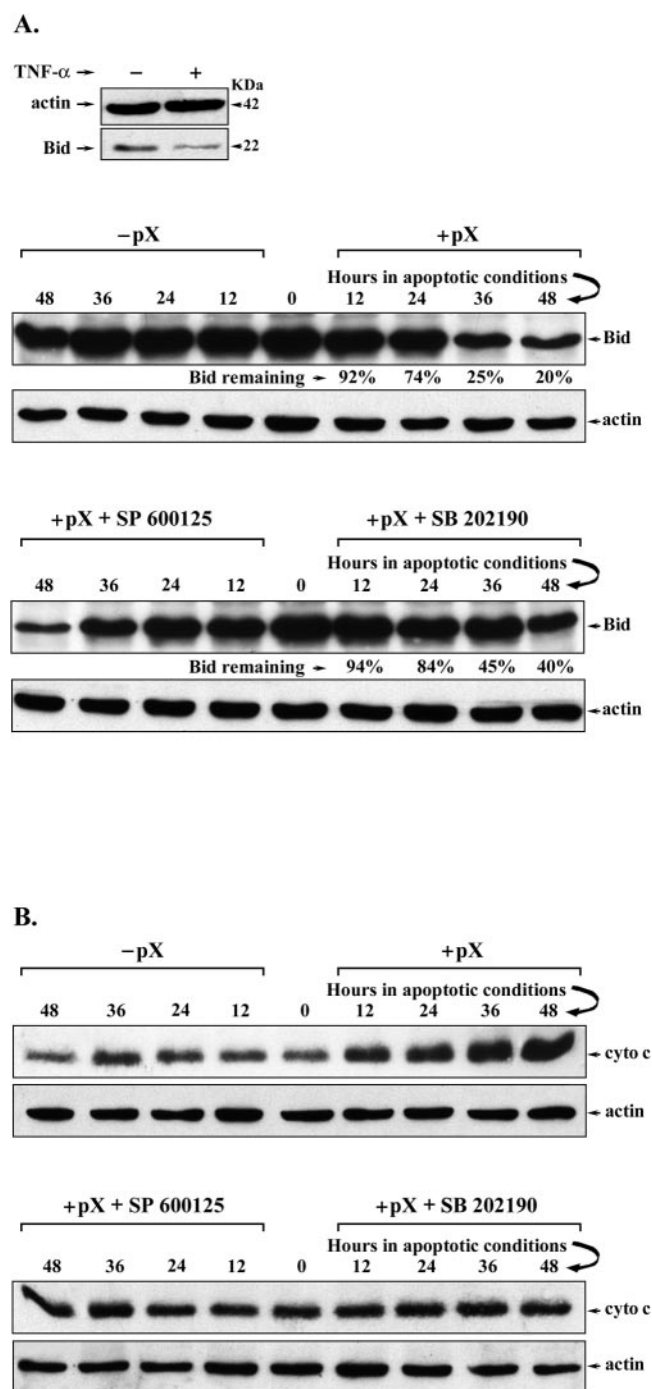 A.
TNF-α → − +
KDa
actin → ◄42
Bid → ◄22
−pX +pX
Hours in apoptotic conditions
48 36 24 12 0 12 24 36 48
Bid
Bid remaining → 92% 74% 25% 20%
actin
+pX + SP 600125 +pX + SB 202190
Hours in apoptotic conditions
48 36 24 12 0 12 24 36 48
Bid
Bid remaining → 94% 84% 45% 40%
actin
B.
−pX +pX
Hours in apoptotic conditions
48 36 24 12 0 12 24 36 48
cyto c
actin
+pX + SP 600125 +pX + SB 202190
Hours in apoptotic conditions
48 36 24 12 0 12 24 36 48
cyto c
actin